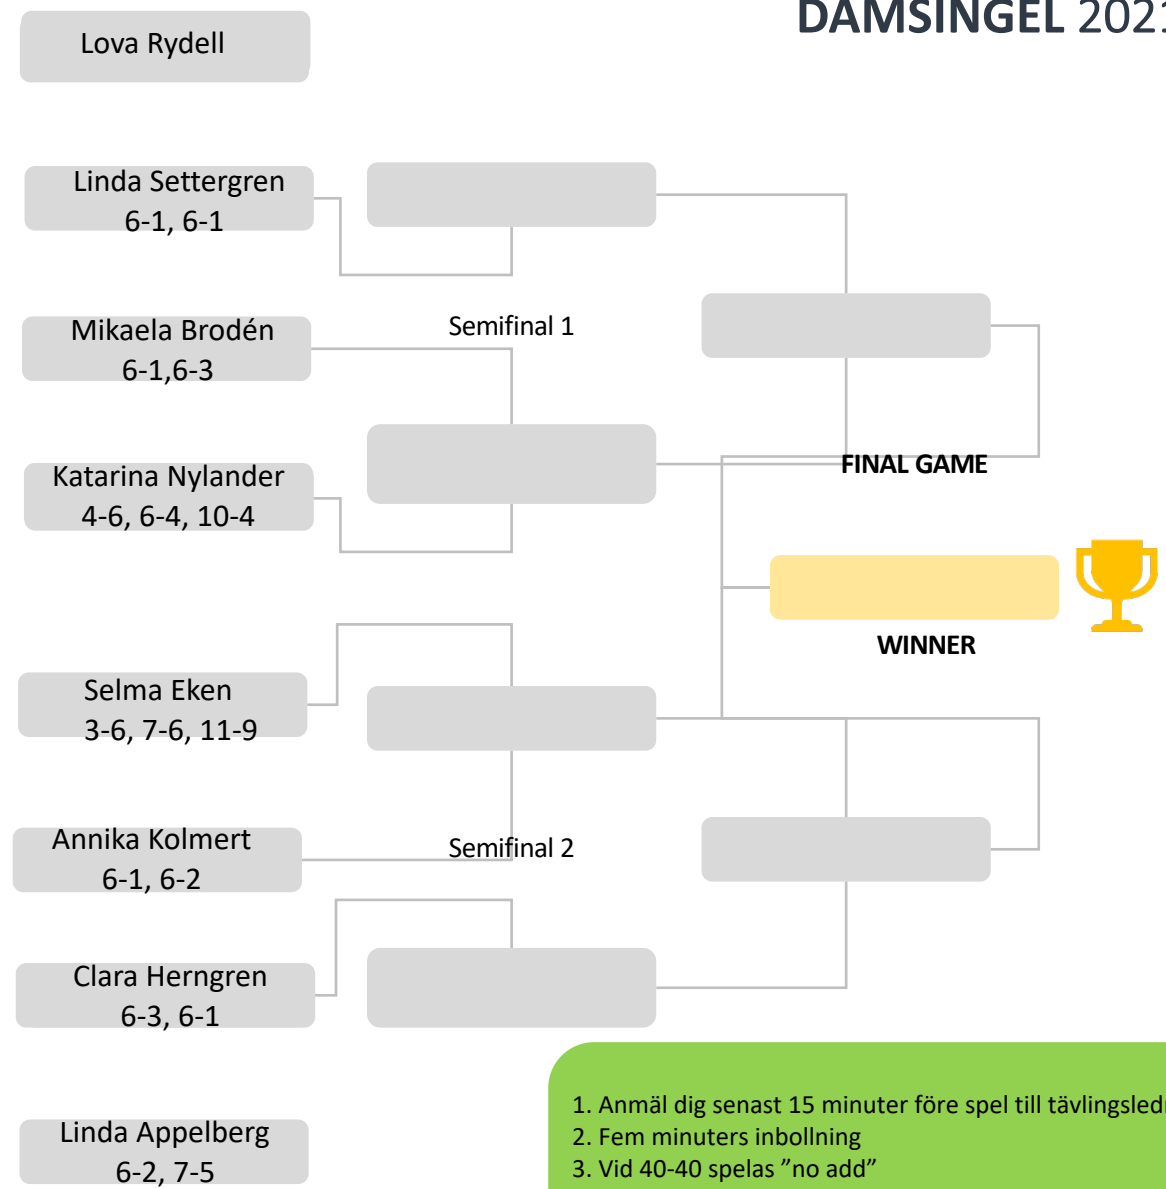 DAMSINGEL 2021
Lova Rydell
Linda Settergren
6-1, 6-1
Mikaela Brodén
6-1,6-3
Semifinal 1
Katarina Nylander
4-6, 6-4, 10-4
FINAL GAME
WINNER
Selma Eken
3-6, 7-6, 11-9
Annika Kolmert
6-1, 6-2
Semifinal 2
Clara Herngren
6-3, 6-1
Linda Appelberg
6-2, 7-5
1. Anmäl dig senast 15 minuter före spel till
2. Fem minuters inbollning
3. Vid 40-40 spelas ”no add”